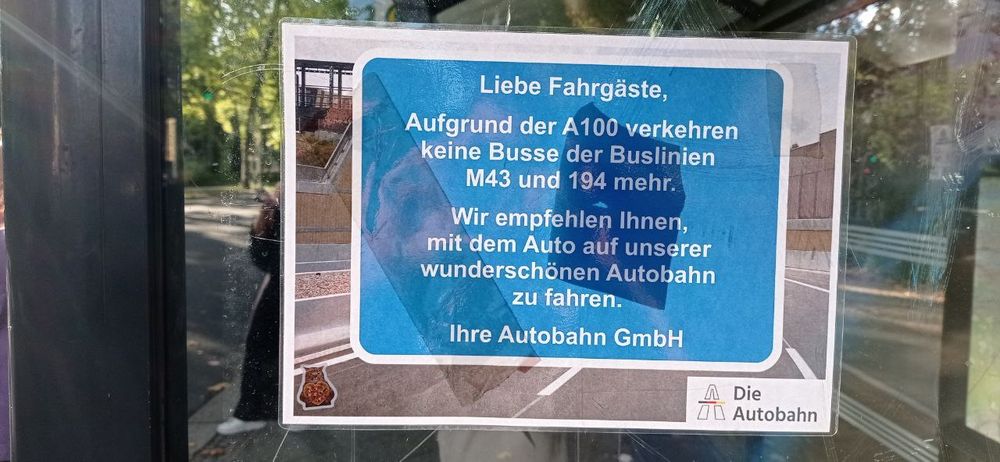 Liebe Fahrgäste,
Aufgrund der A100 verkehren
keine Busse der Buslinien
M43 und 194 mehr.
Wir empfehlen Ihnen,
mit dem Auto auf unserer
wunderschönen Autobahn
zu fahren.
Ihre Autobahn GmbH
Die
Autobahn